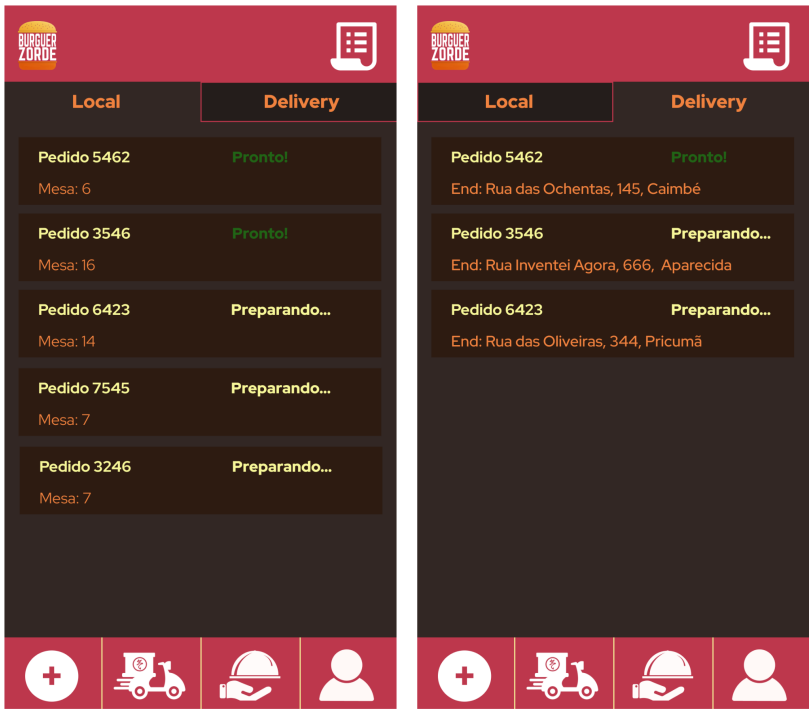 BURGUER
ZORDE
Local
Delivery
Pedido 5462
Pronto!
Mesa: 6
Pedido 3546
Pronto!
Mesa: 16
Pedido 6423
Preparando...
Mesa: 14
Pedido 7545
Preparando...
Mesa: 7
Pedido 3246
Preparando...
Mesa: 7
BURGUER
ZORDE
Local
Delivery
Pedido 5462
Pronto!
End: Rua das Ochentas, 145, Caimbé
Pedido 3546
Preparando...
End: Rua Inventei Agora, 666, Aparecida
Pedido 6423
Preparando...
End: Rua das Oliveiras, 344, Pricumã